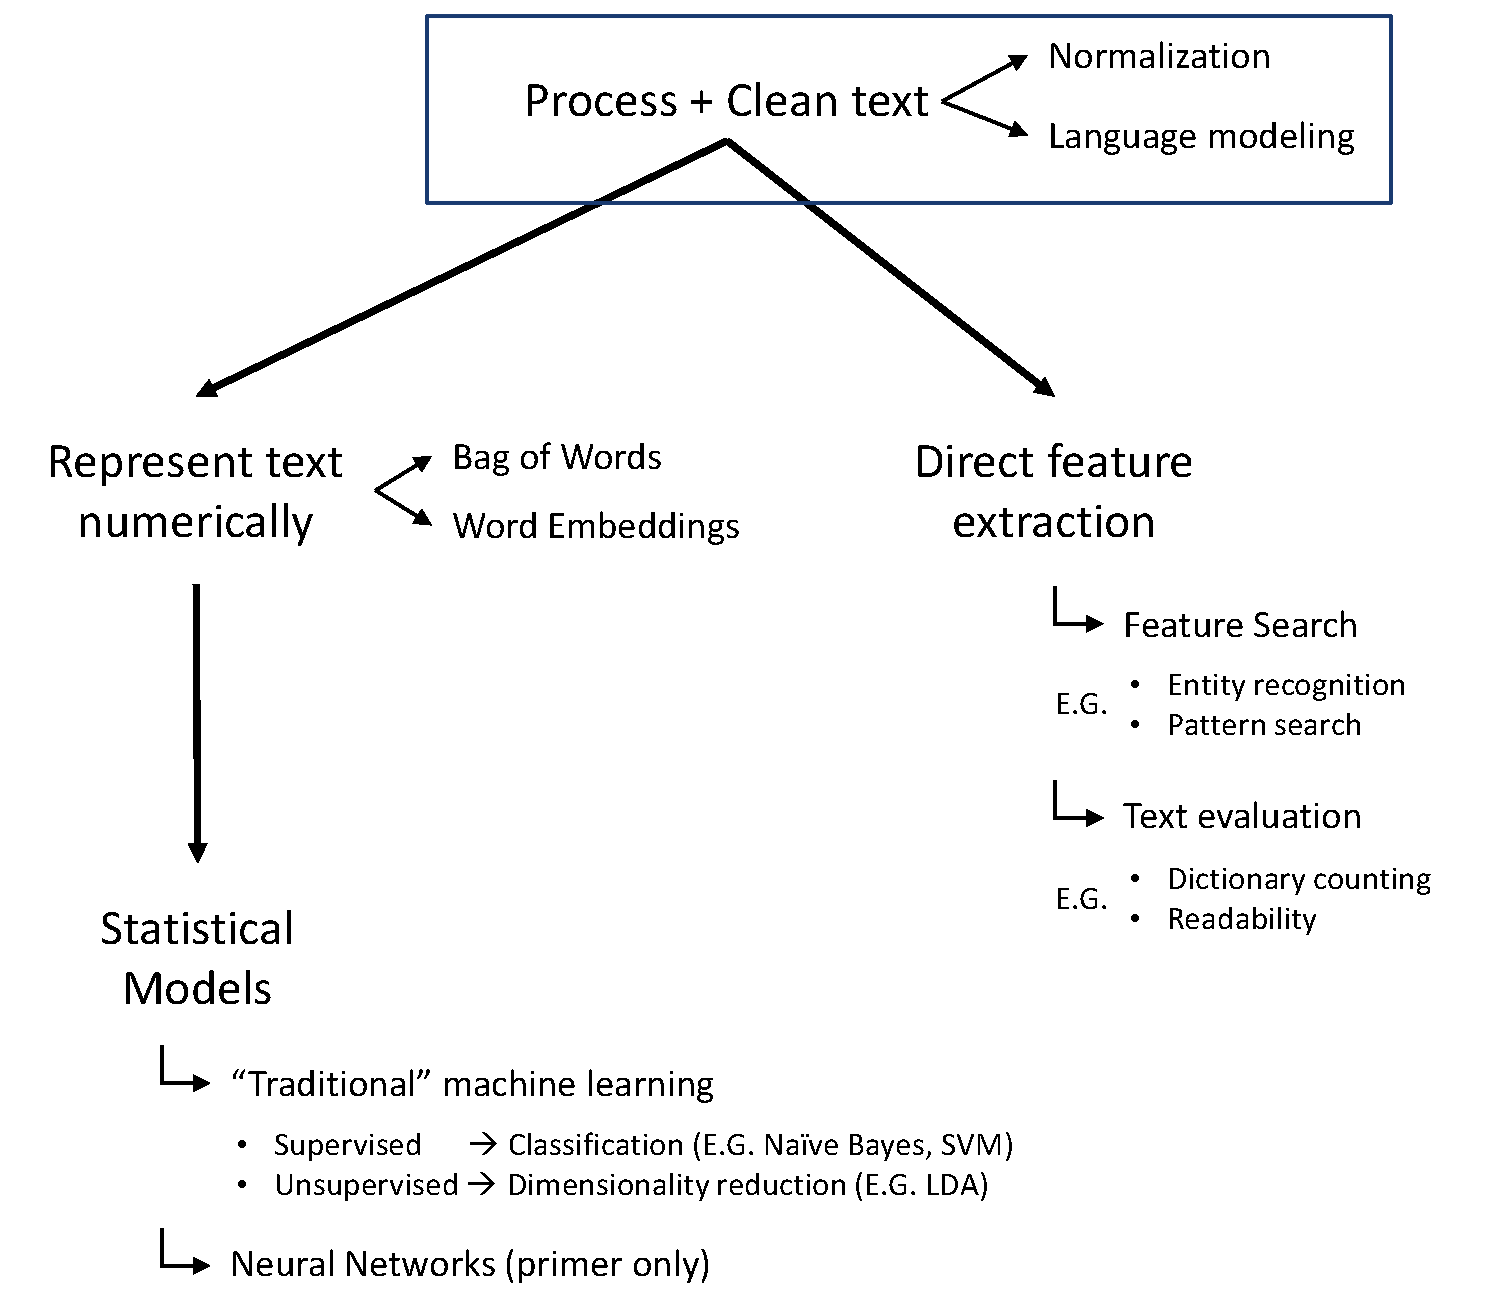 Process + Clean text
Normalization
Language modeling
Represent text
numerically
Bag of Words
Word Embeddings
Direct feature
extraction
Feature Search
E.G.
• Entity recognition
• Pattern search
Text evaluation
E.G.
• Dictionary counting
• Readability
Statistical
Models
“Traditional” machine learning
• Supervised → Classification (E.G. Naïve Bayes, SVM)
• Unsupervised → Dimensionality reduction (E.G. LDA)
Neural Networks (primer only)